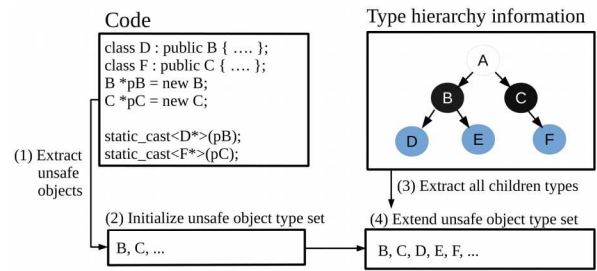 Code
class D : public B { .... };
class F : public C { .... };
B *pB = new B;
C *pC = new C;
static_cast<D*>(pB);
static_cast<F*>(pC);
Type hierarchy information
A
B
C
D
E
F
(1) Extract
unsafe
objects
(2) Initialize unsafe object type set
B, C, ...
(3) Extract all children types
(4) Extend unsafe object type set
B, C, D, E, F, ...